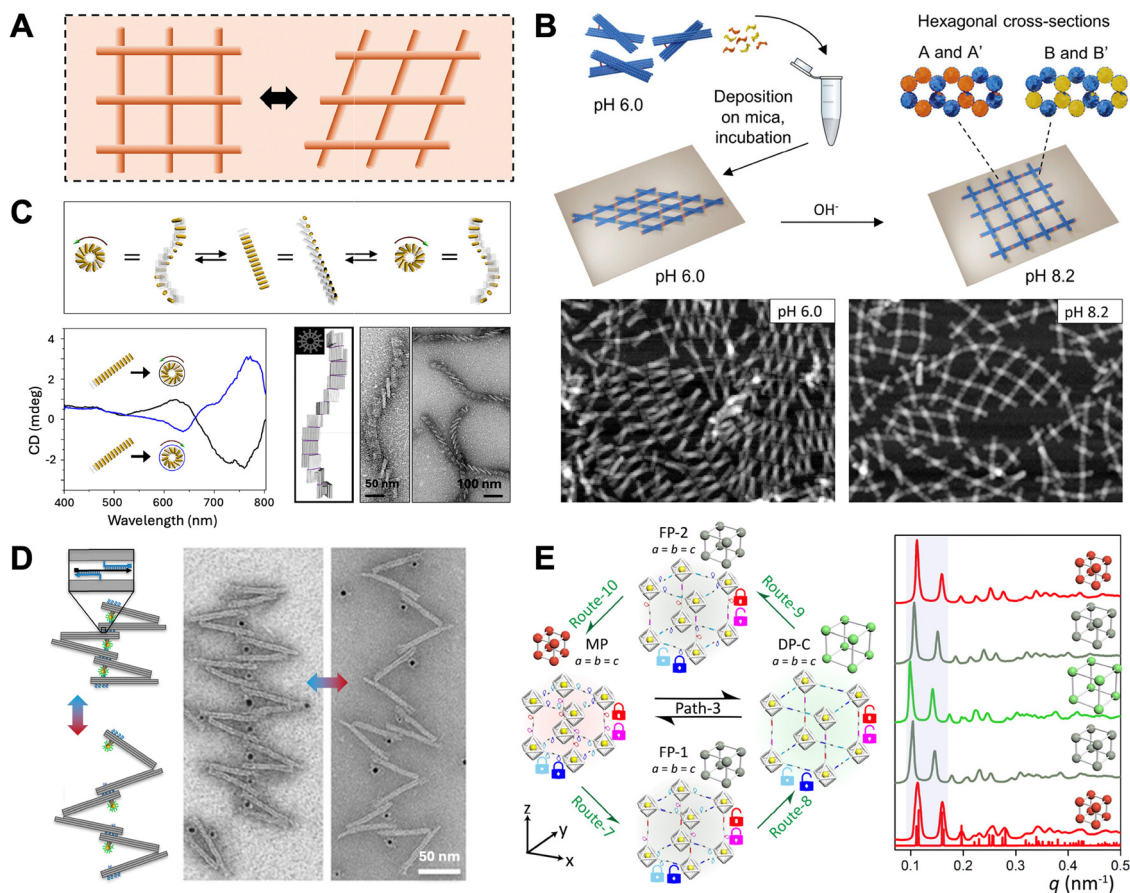 A
B
pH 6.0
Deposition
on mica,
incubation
Hexagonal cross-sections
A and A’
B and B’
pH 6.0
OH-
pH 8.2
pH 6.0
pH 8.2
C
CD (mdeg)
4
2
0
-2
400
500
600
700
800
Wavelength (nm)
50 nm
100 nm
D
50 nm
E
FP-2
a = b = c
Route-10
Route-9
MP
a = b = c
DP-C
a = b = c
Path-3
FP-1
a = b = c
Route-7
Route-8
z
y
x
0.1
0.2
0.3
0.4
0.5
q (nm-1)